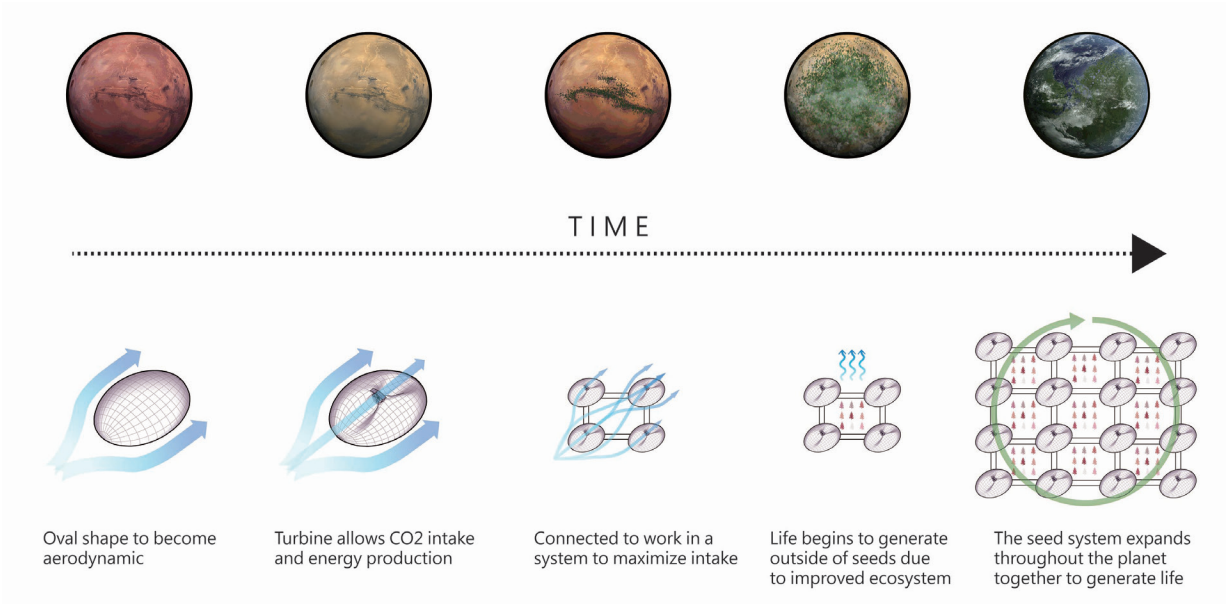 TIME
Oval shape to become
aerodynamic
Turbine allows CO2 intake
and energy production
Connected to work in a
system to maximize intake
Life begins to generate
outside of seeds due
to improved ecosystem
The seed system expands
throughout the planet
together to generate life